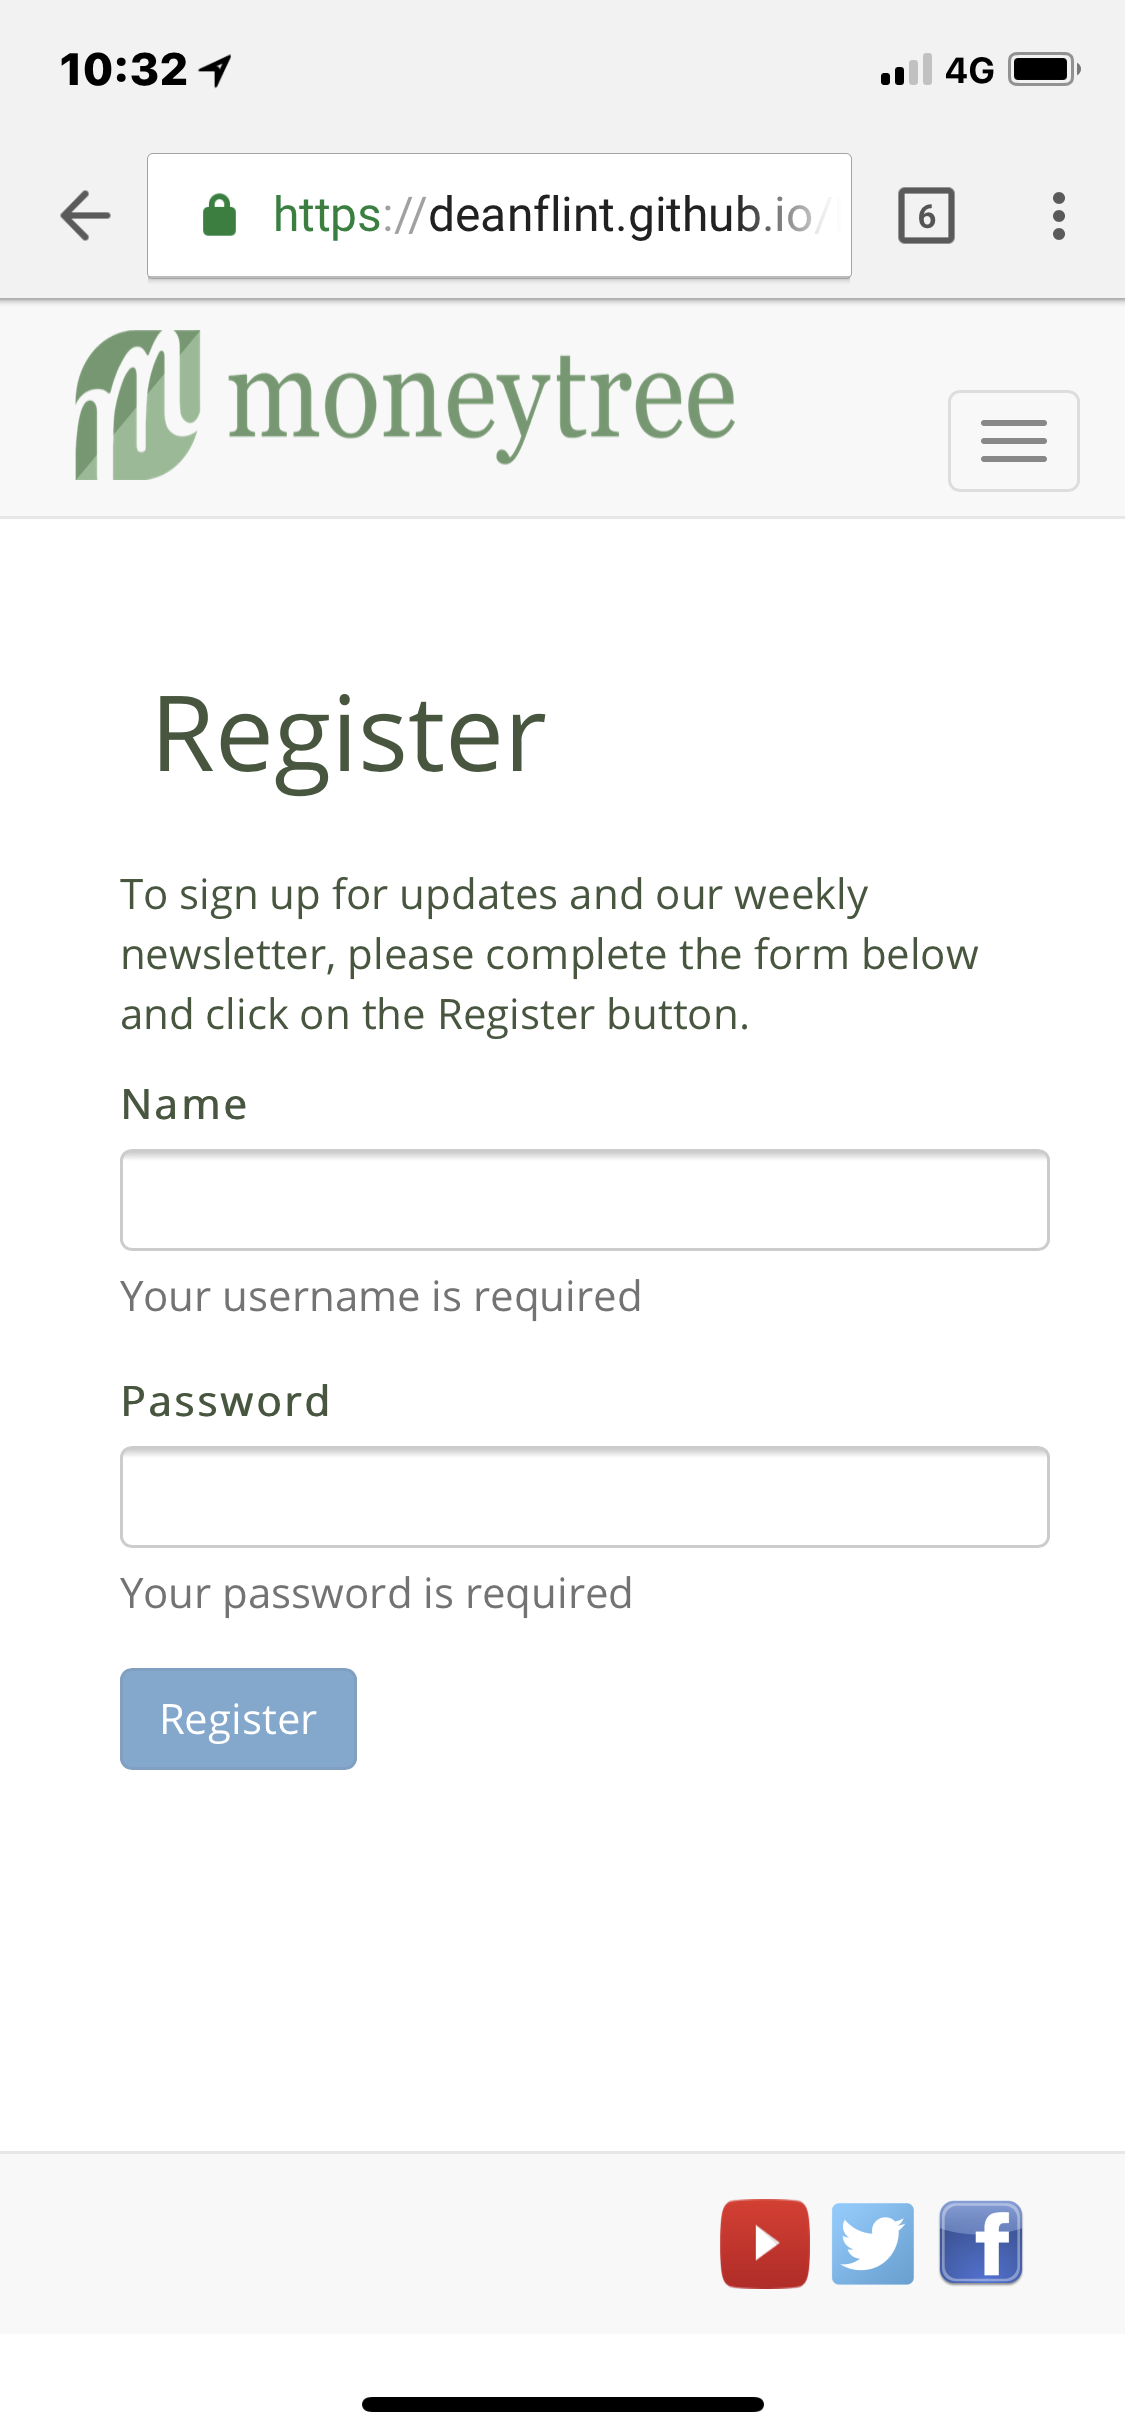 10:32
4G
https://deanflint.github.io/
6
moneytree
Register
To sign up for updates and our weekly
newsletter, please complete the form below
and click on the Register button.
Name
Your username is required
Password
Your password is required
Register